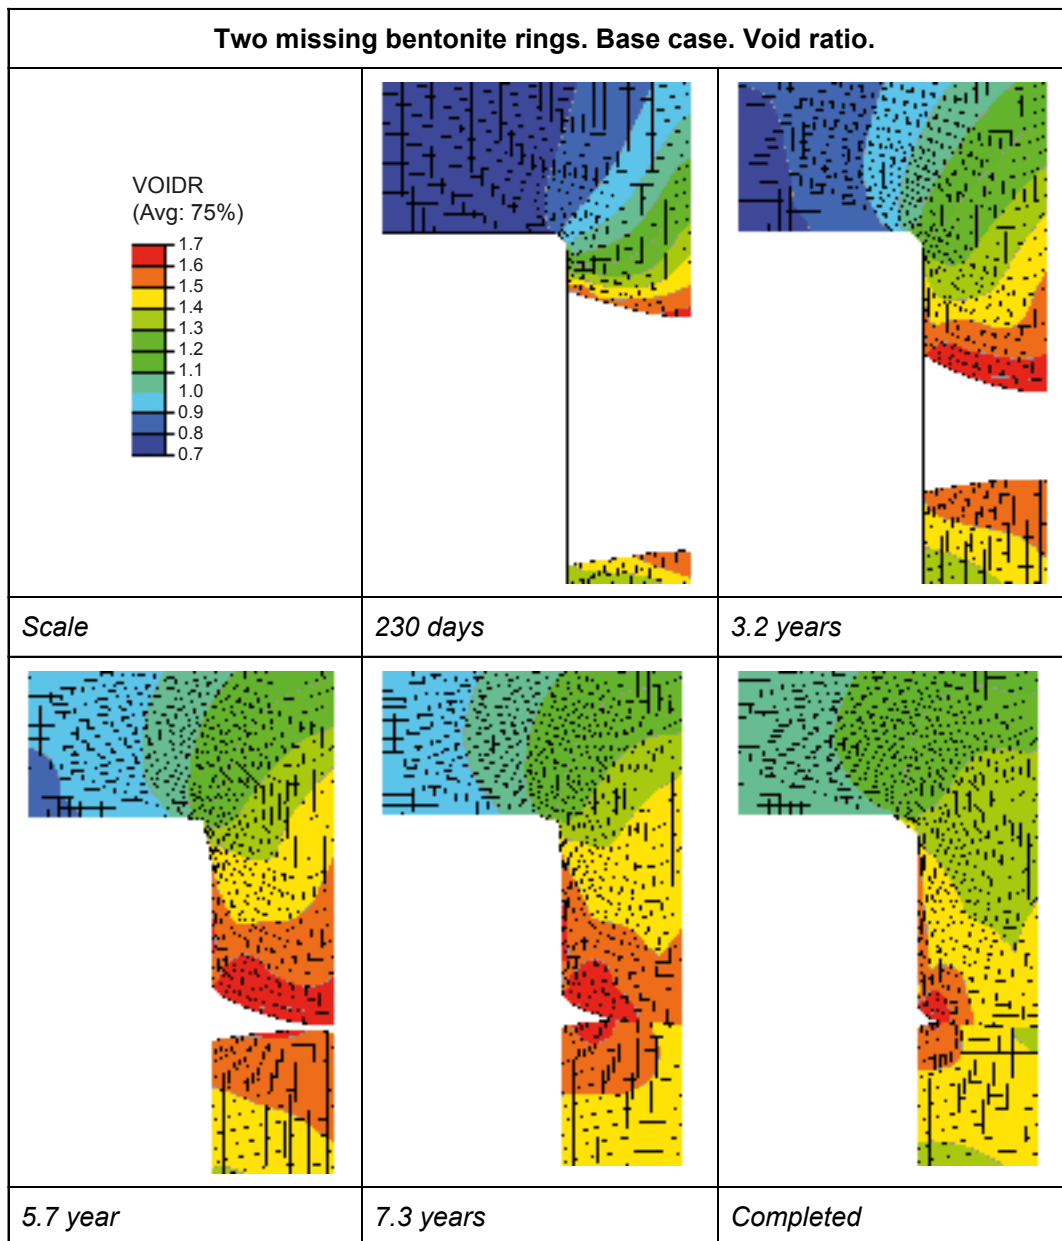 Two missing bentonite rings. Base case. Void ratio.
VOIDR
(Avg: 75%)
1.7
1.6
1.5
1.4
1.3
1.2
1.1
1.0
0.9
0.8
0.7
Scale
230 days
3.2 years
5.7 year
7.3 years
Completed